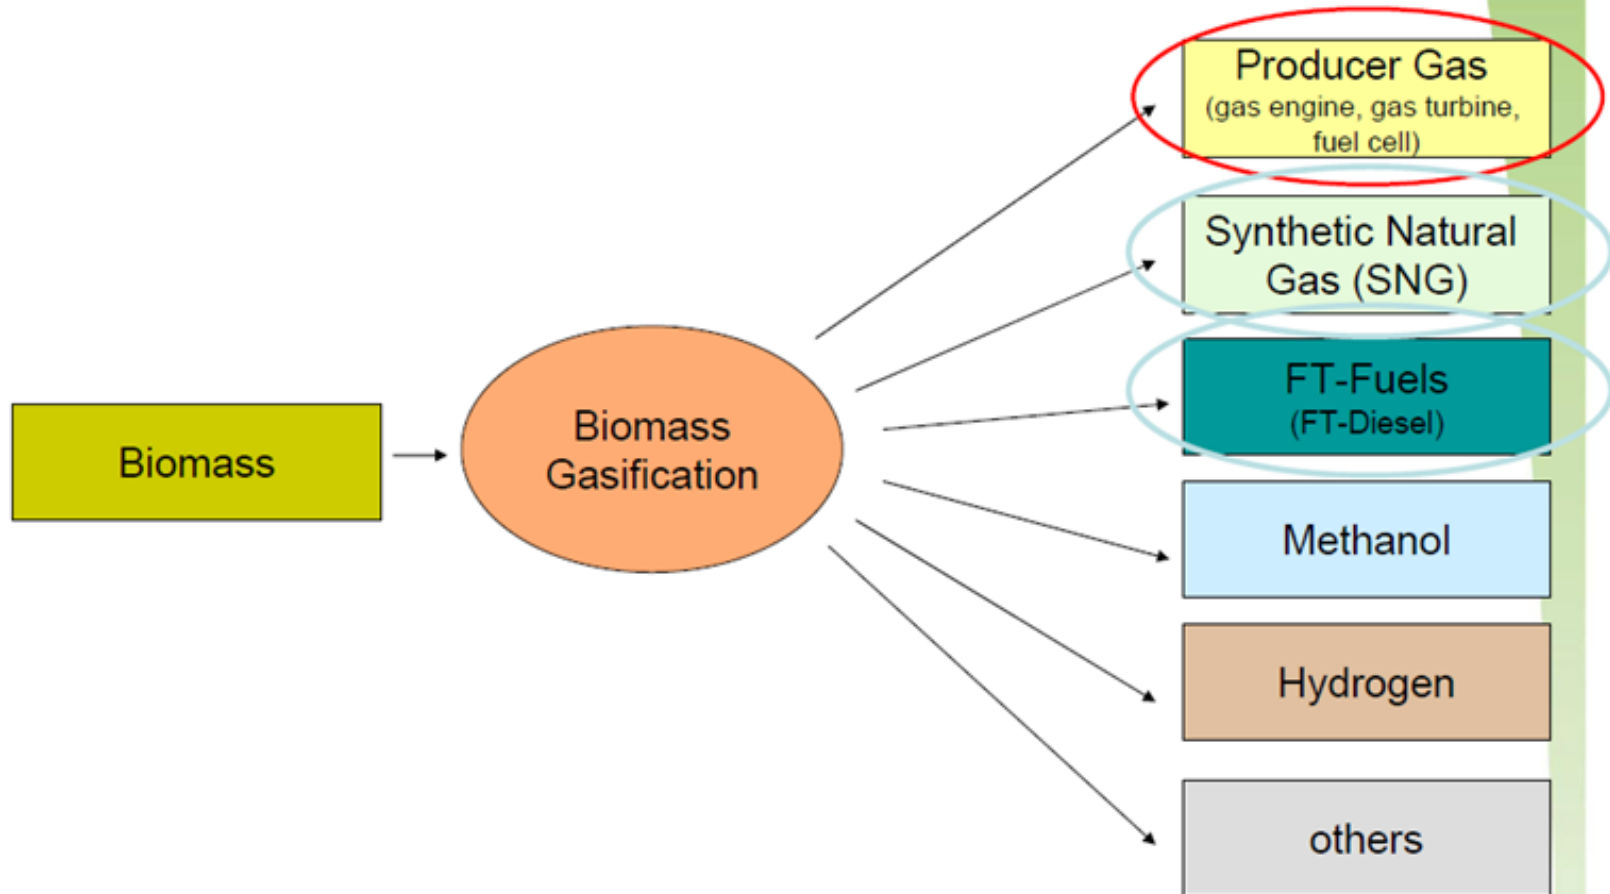 Biomass
Biomass
Gasification
Producer Gas
(gas engine, gas turbine,
fuel cell)
Synthetic Natural
Gas (SNG)
FT-Fuels
(FT-Diesel)
Methanol
Hydrogen
others